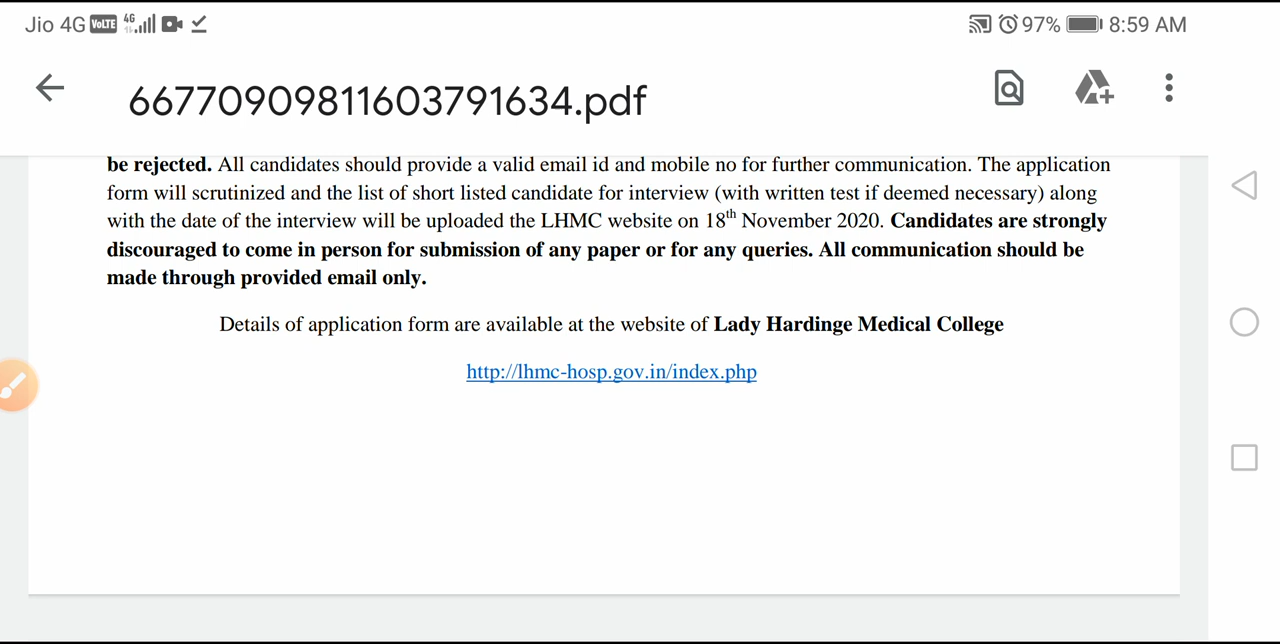 Jio 4G VoLTE 4G 97% 8:59 AM
66770909811603791634.pdf
be rejected. All candidates should provide a valid email id and mobile no for further communication. The application
form will scrutinized and the list of short listed candidate for interview (with written test if deemed necessary) along
with the date of the interview will be uploaded the LHMC website on 18th November 2020. Candidates are strongly
discouraged to come in person for submission of any paper or for any queries. All communication should be
made through provided email only.
Details of application form are available at the website of Lady Hardinge Medical College
http://lhmc-hosp.gov.in/index.php